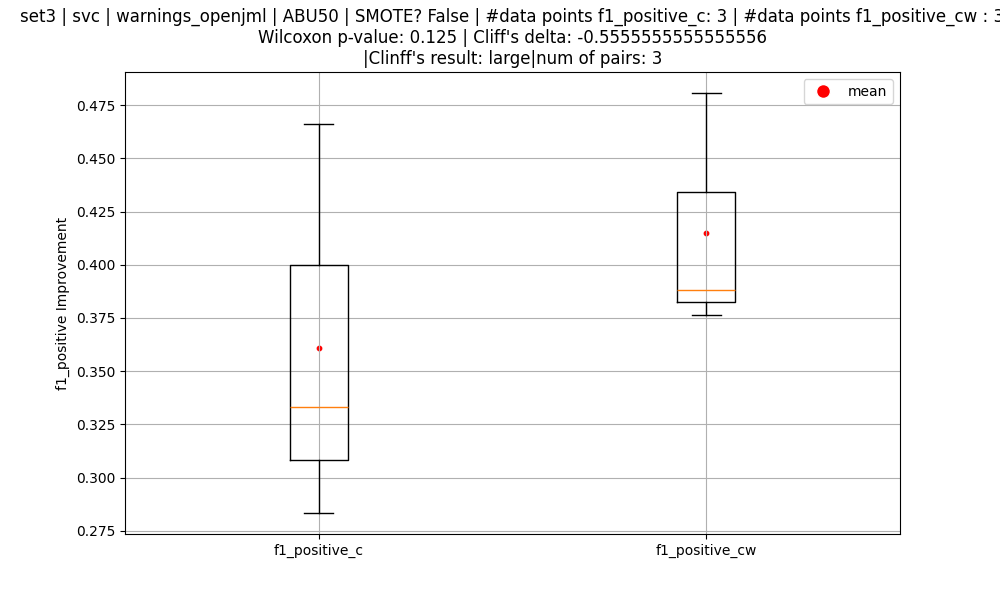 set3 | svc | warnings_openjml | ABU50 | SMOTE? False | #data points f1_positive_c: 3 | #data points f1_positive_cw : 3
Wilcoxon p-value: 0.125 | Cliff's delta: -0.5555555555555556
|Clinff's result: large|num of pairs: 3
mean
0.475
0.450
0.425
0.400
0.375
0.350
0.325
0.300
0.275
f1_positive Improvement
f1_positive_c
f1_positive_cw